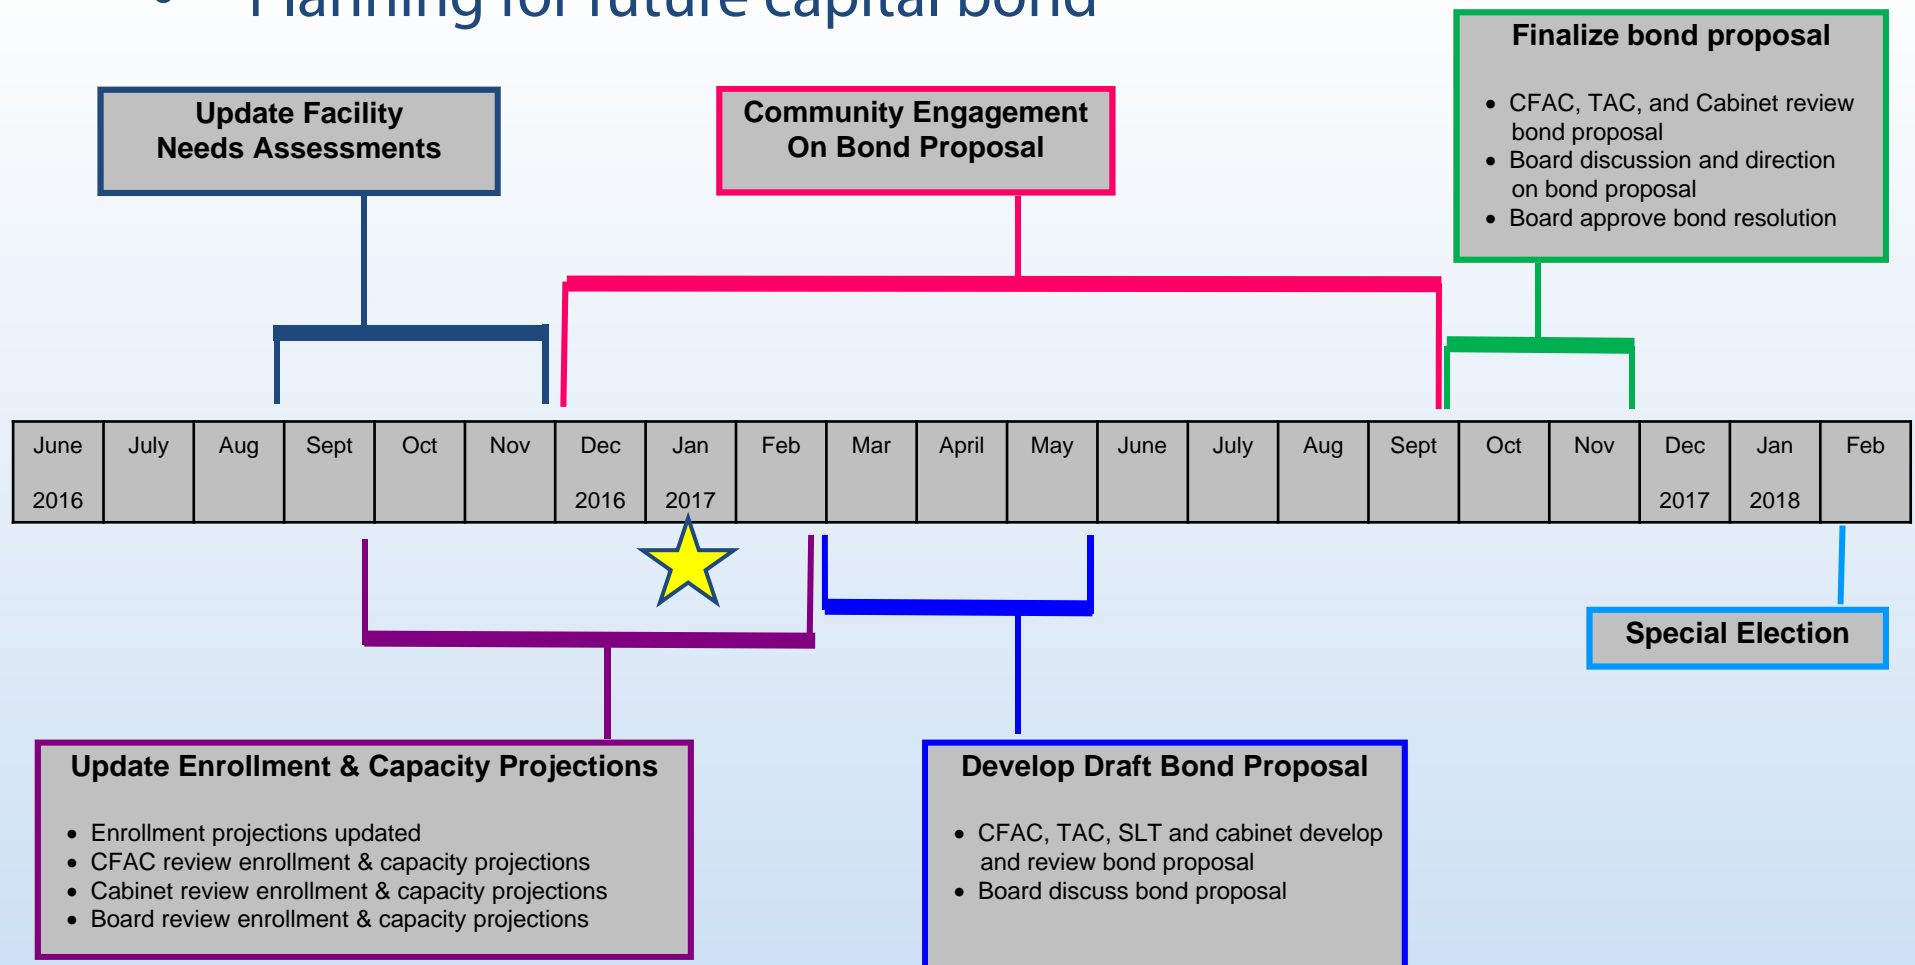 • Planning for future capital bond
Finalize bond proposal
• CFAC, TAC, and Cabinet review
bond proposal
• Board discussion and direction
on bond proposal
• Board approve bond resolution
Update Facility
Needs Assessments
Community Engagement
On Bond Proposal
June July Aug Sept Oct Nov Dec Jan Feb Mar April May June July Aug Sept Oct Nov Dec Jan Feb
2016 2016 2017 2017 2018
Special Election
Update Enrollment & Capacity Projections
• Enrollment projections updated
• CFAC review enrollment & capacity projections
• Cabinet review enrollment & capacity projections
• Board review enrollment & capacity projections
Develop Draft Bond Proposal
• CFAC, TAC, SLT and cabinet develop
and review bond proposal
• Board discuss bond proposal